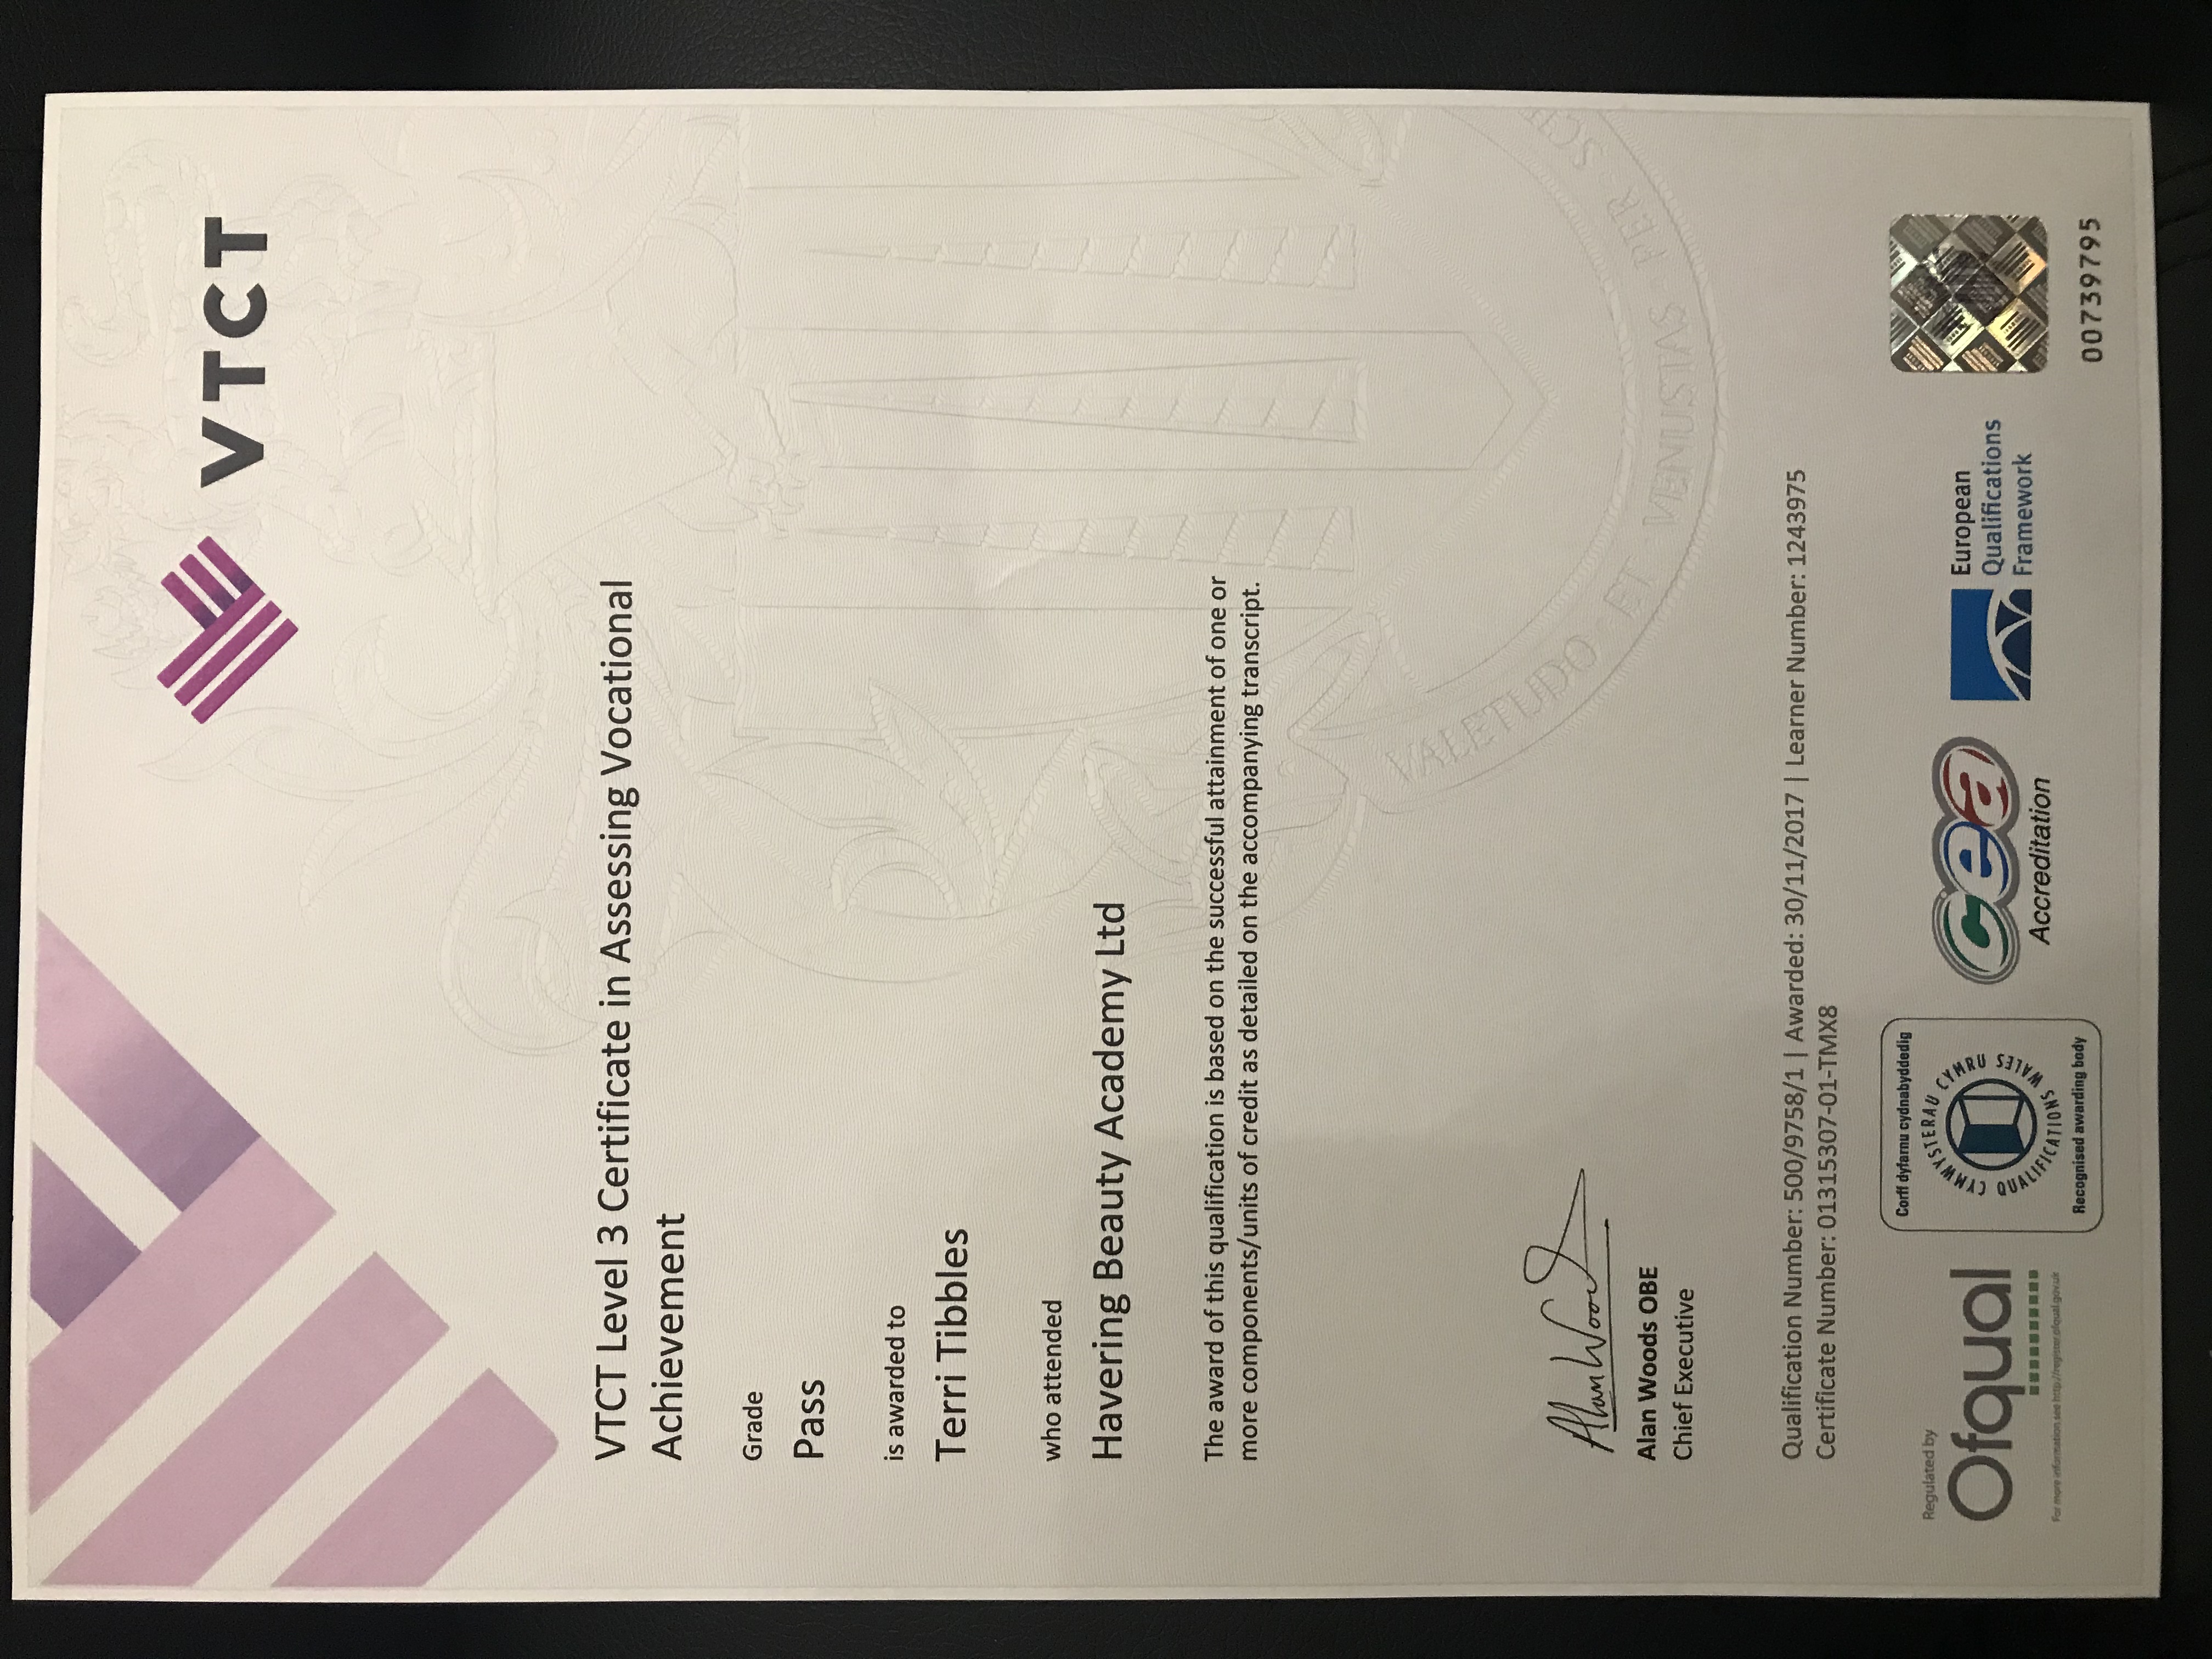 VTCT
VTCT Level 3 Certificate in Assessing Vocational
Achievement
Grade
Pass
is awarded to
Terri Tibbles
who attended
Havering Beauty Academy Ltd
The award of this qualification is based on the successful attainment of one or
more components/units of credit as detailed on the accompanying transcript.
VALETUDO · ET · VENUSTAS · PER · SCI
Alan Woods
Alan Woods OBE
Chief Executive
Qualification Number: 500/9758/1 | Awarded: 30/11/2017 | Learner Number: 1243975
Certificate Number: 01315307-01-TMX8
Regulated by
Ofqual
For more information see http://register.ofqual.gov.uk
Corff dyfarnu cydnabyddedig
CYMWYSTERAU CYMRU
QUALIFICATIONS WALES
Recognised awarding body
cea
Accreditation
European
Qualifications
Framework
00739795